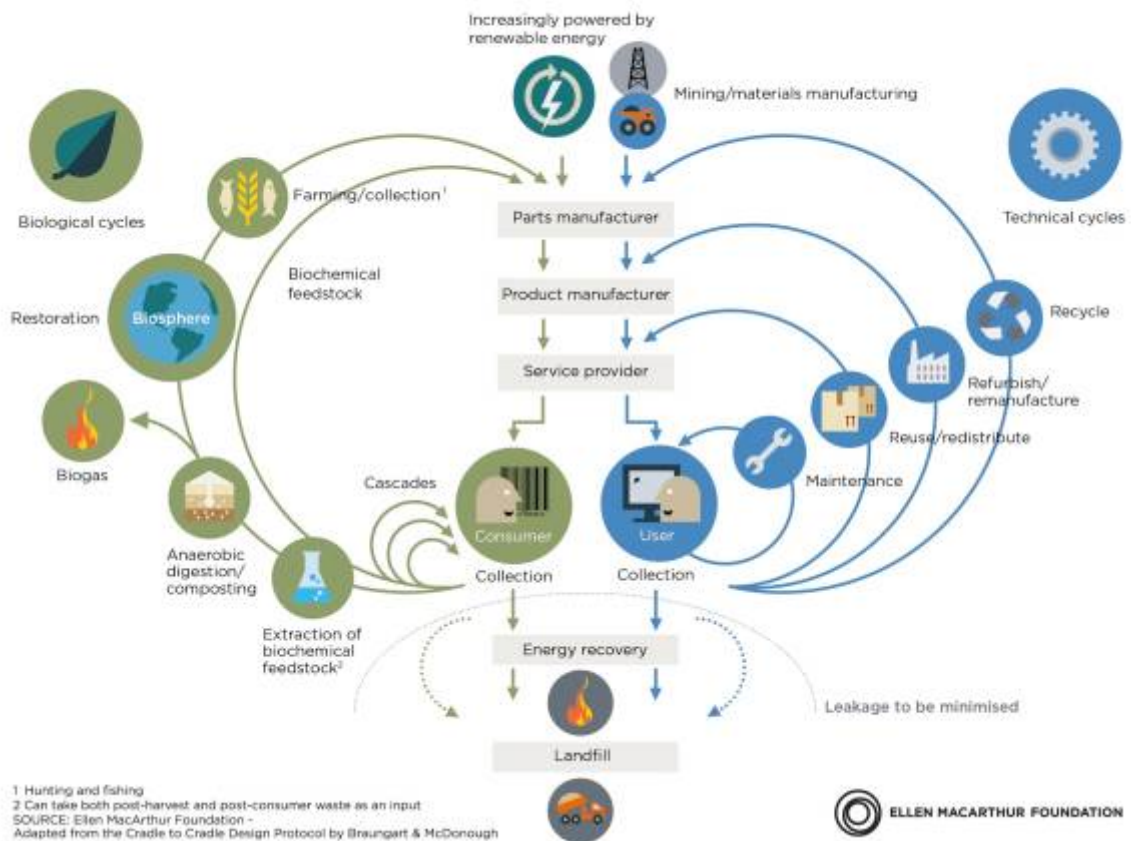 Increasingly powered by
renewable energy
Mining/materials manufacturing
Biological cycles
Farming/collection¹
Parts manufacturer
Technical cycles
Biochemical
feedstock
Product manufacturer
Restoration
Biosphere
Recycle
Service provider
Refurbish/
remanufacture
Reuse/redistribute
Biogas
Cascades
Maintenance
Consumer
User
Anaerobic
digestion/
composting
Collection
Collection
Extraction of
biochemical
feedstock²
Energy recovery
Leakage to be minimised
Landfill
1 Hunting and fishing
2 Can take both post-harvest and post-consumer waste as an input
SOURCE: Ellen MacArthur Foundation –
Adapted from the Cradle to Cradle Design Protocol by Braungart & McDonough
ELLEN MACARTHUR FOUNDATION